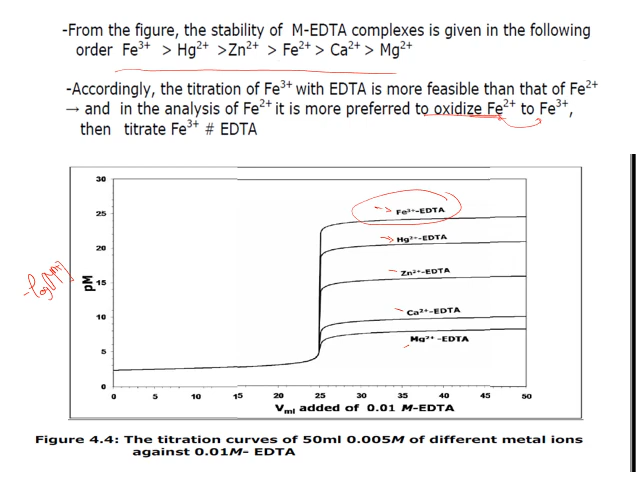 -From the figure, the stability of M-EDTA complexes is given in the following
order Fe³⁺ > Hg²⁺ >Zn²⁺ > Fe²⁺ > Ca²⁺ > Mg²⁺
-Accordingly, the titration of Fe³⁺ with EDTA is more feasible than that of Fe²⁺
→ and in the analysis of Fe²⁺ it is more preferred to oxidize Fe²⁺ to Fe³⁺,
then titrate Fe³⁺ # EDTA
30
25
20
15
10
5
0
pM
-log[M]
Fe³⁺-EDTA
Hg²⁺-EDTA
Zn²⁺-EDTA
Ca²⁺-EDTA
Mg²⁺-EDTA
0 5 10 15 20 25 30 35 40 45 50
Vml added of 0.01 M-EDTA
Figure 4.4: The titration curves of 50ml 0.005M of different metal ions
against 0.01M- EDTA